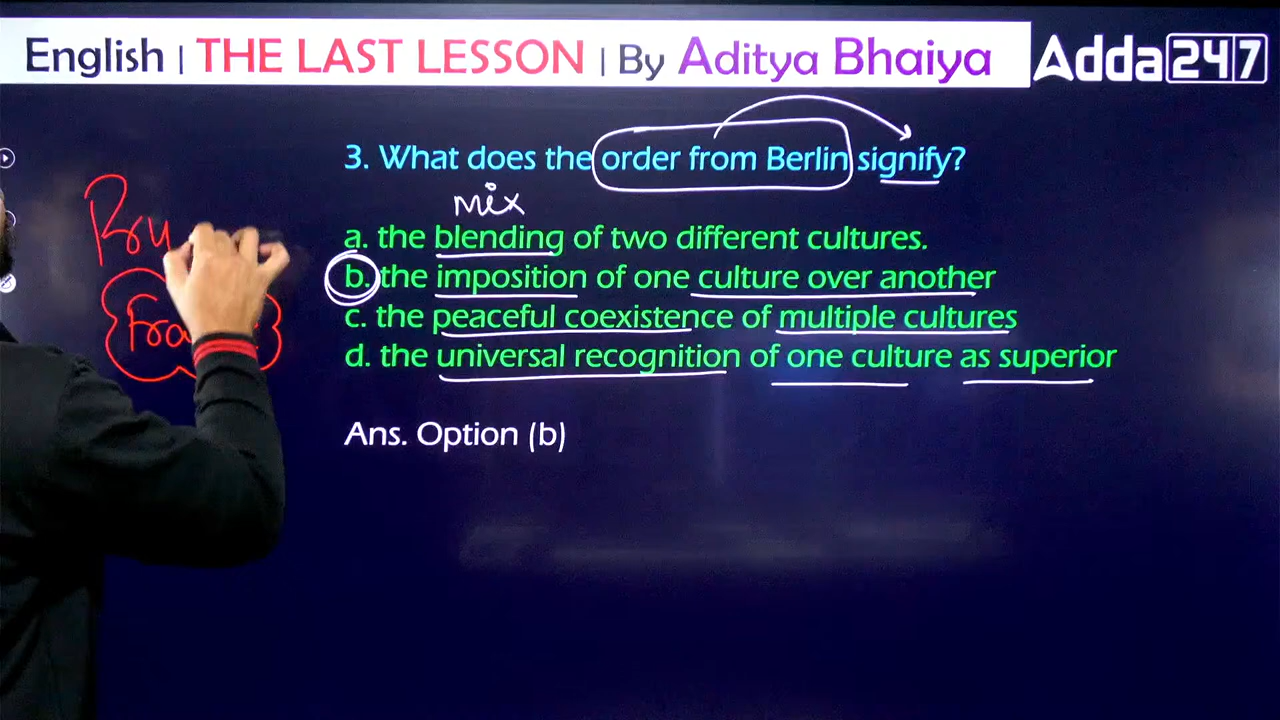 English | THE LAST LESSON | By Aditya Bhaiya
Adda247
3. What does the order from Berlin signify?
mix
a. the blending of two different cultures.
b. the imposition of one culture over another
c. the peaceful coexistence of multiple cultures
d. the universal recognition of one culture as superior
Ans. Option (b)